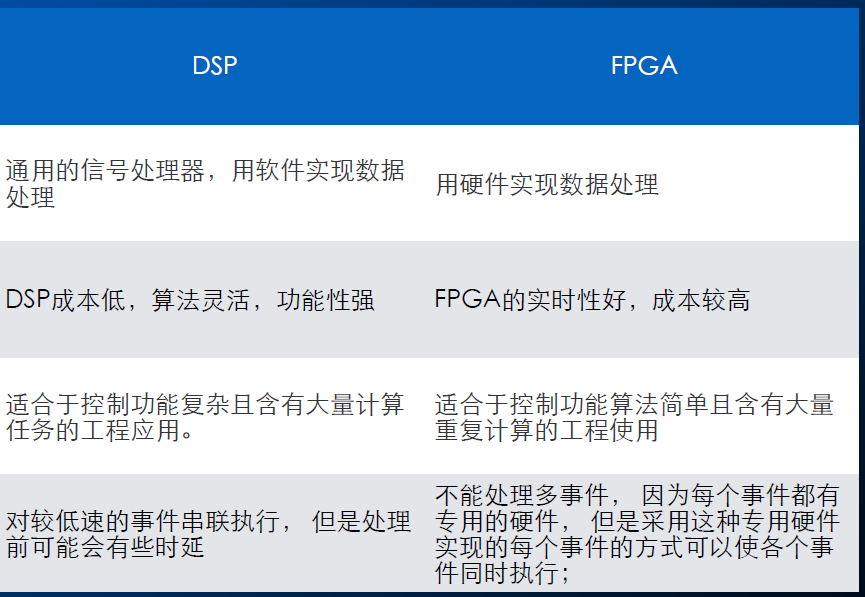 DSP
FPGA
通用的信号处理器，用软件实现数据
处理
用硬件实现数据处理
DSP成本低，算法灵活，功能性强
FPGA的实时性好，成本较高
适合于控制功能复杂且含有大量计算
任务的工程应用。
适合于控制功能算法简单且含有大量
重复计算的工程使用
对较低速的事件串联执行， 但是处理
前可能会有些时延
不能处理多事件， 因为每个事件都有
专用的硬件， 但是采用这种专用硬件
实现的每个事件的方式可以使各个事
件同时执行；